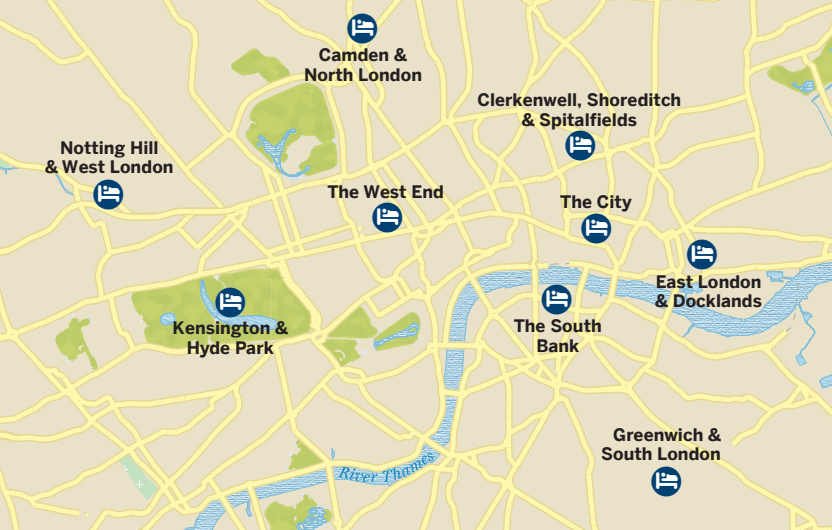 Camden &
North London
Clerkenwell, Shoreditch
& Spitalfields
Notting Hill
& West London
The West End
The City
East London
& Docklands
Kensington &
Hyde Park
The South
Bank
Greenwich &
South London
River Thames